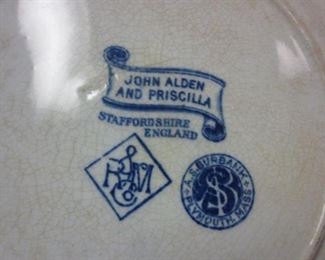 JOHN ALDEN
AND PRISCILLA
STAFFORDSHIRE
ENGLAND
A.S. BURBANK
PLYMOUTH, MASS